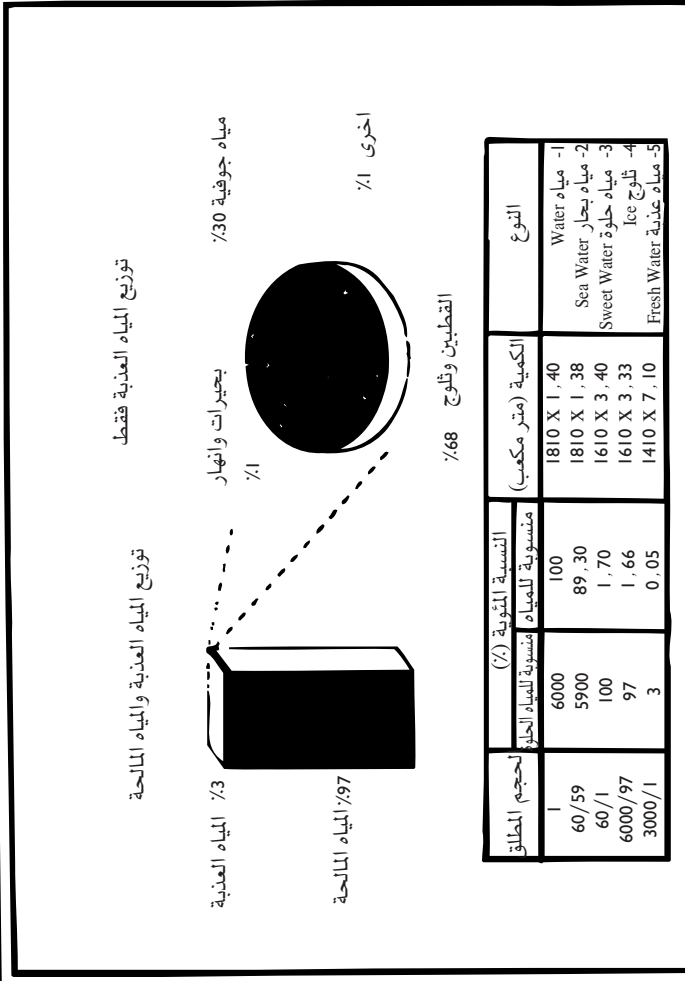 توزيع المياه العذبة والمياه المالحة
توزيع المياه العذبة فقط
3٪ المياه العذبة
97٪ المياه المالحة
بحيرات وانهار
1٪
مياه جوفية 30٪
اخرى 1٪
القطبين وثلوج 68٪
النوع
الكمية (متر مكعب)
النسبة المئوية (٪)
منسوبة للمياه
منسوبة للمياه الحلوة
لحجم المطلق
1- مياه Water 1810 X 1,40 100 6000 1
2- مياه بحار Sea Water 1810 X 1,38 89,30 5900 60/59
3- مياه حلوة Sweet Water 1610 X 3,40 1,70 100 60/1
4- ثلوج Ice 1610 X 3,33 1,66 97 6000/97
5- مياه عذبة Fresh Water 1410 X 7,10 0,05 3 3000/1